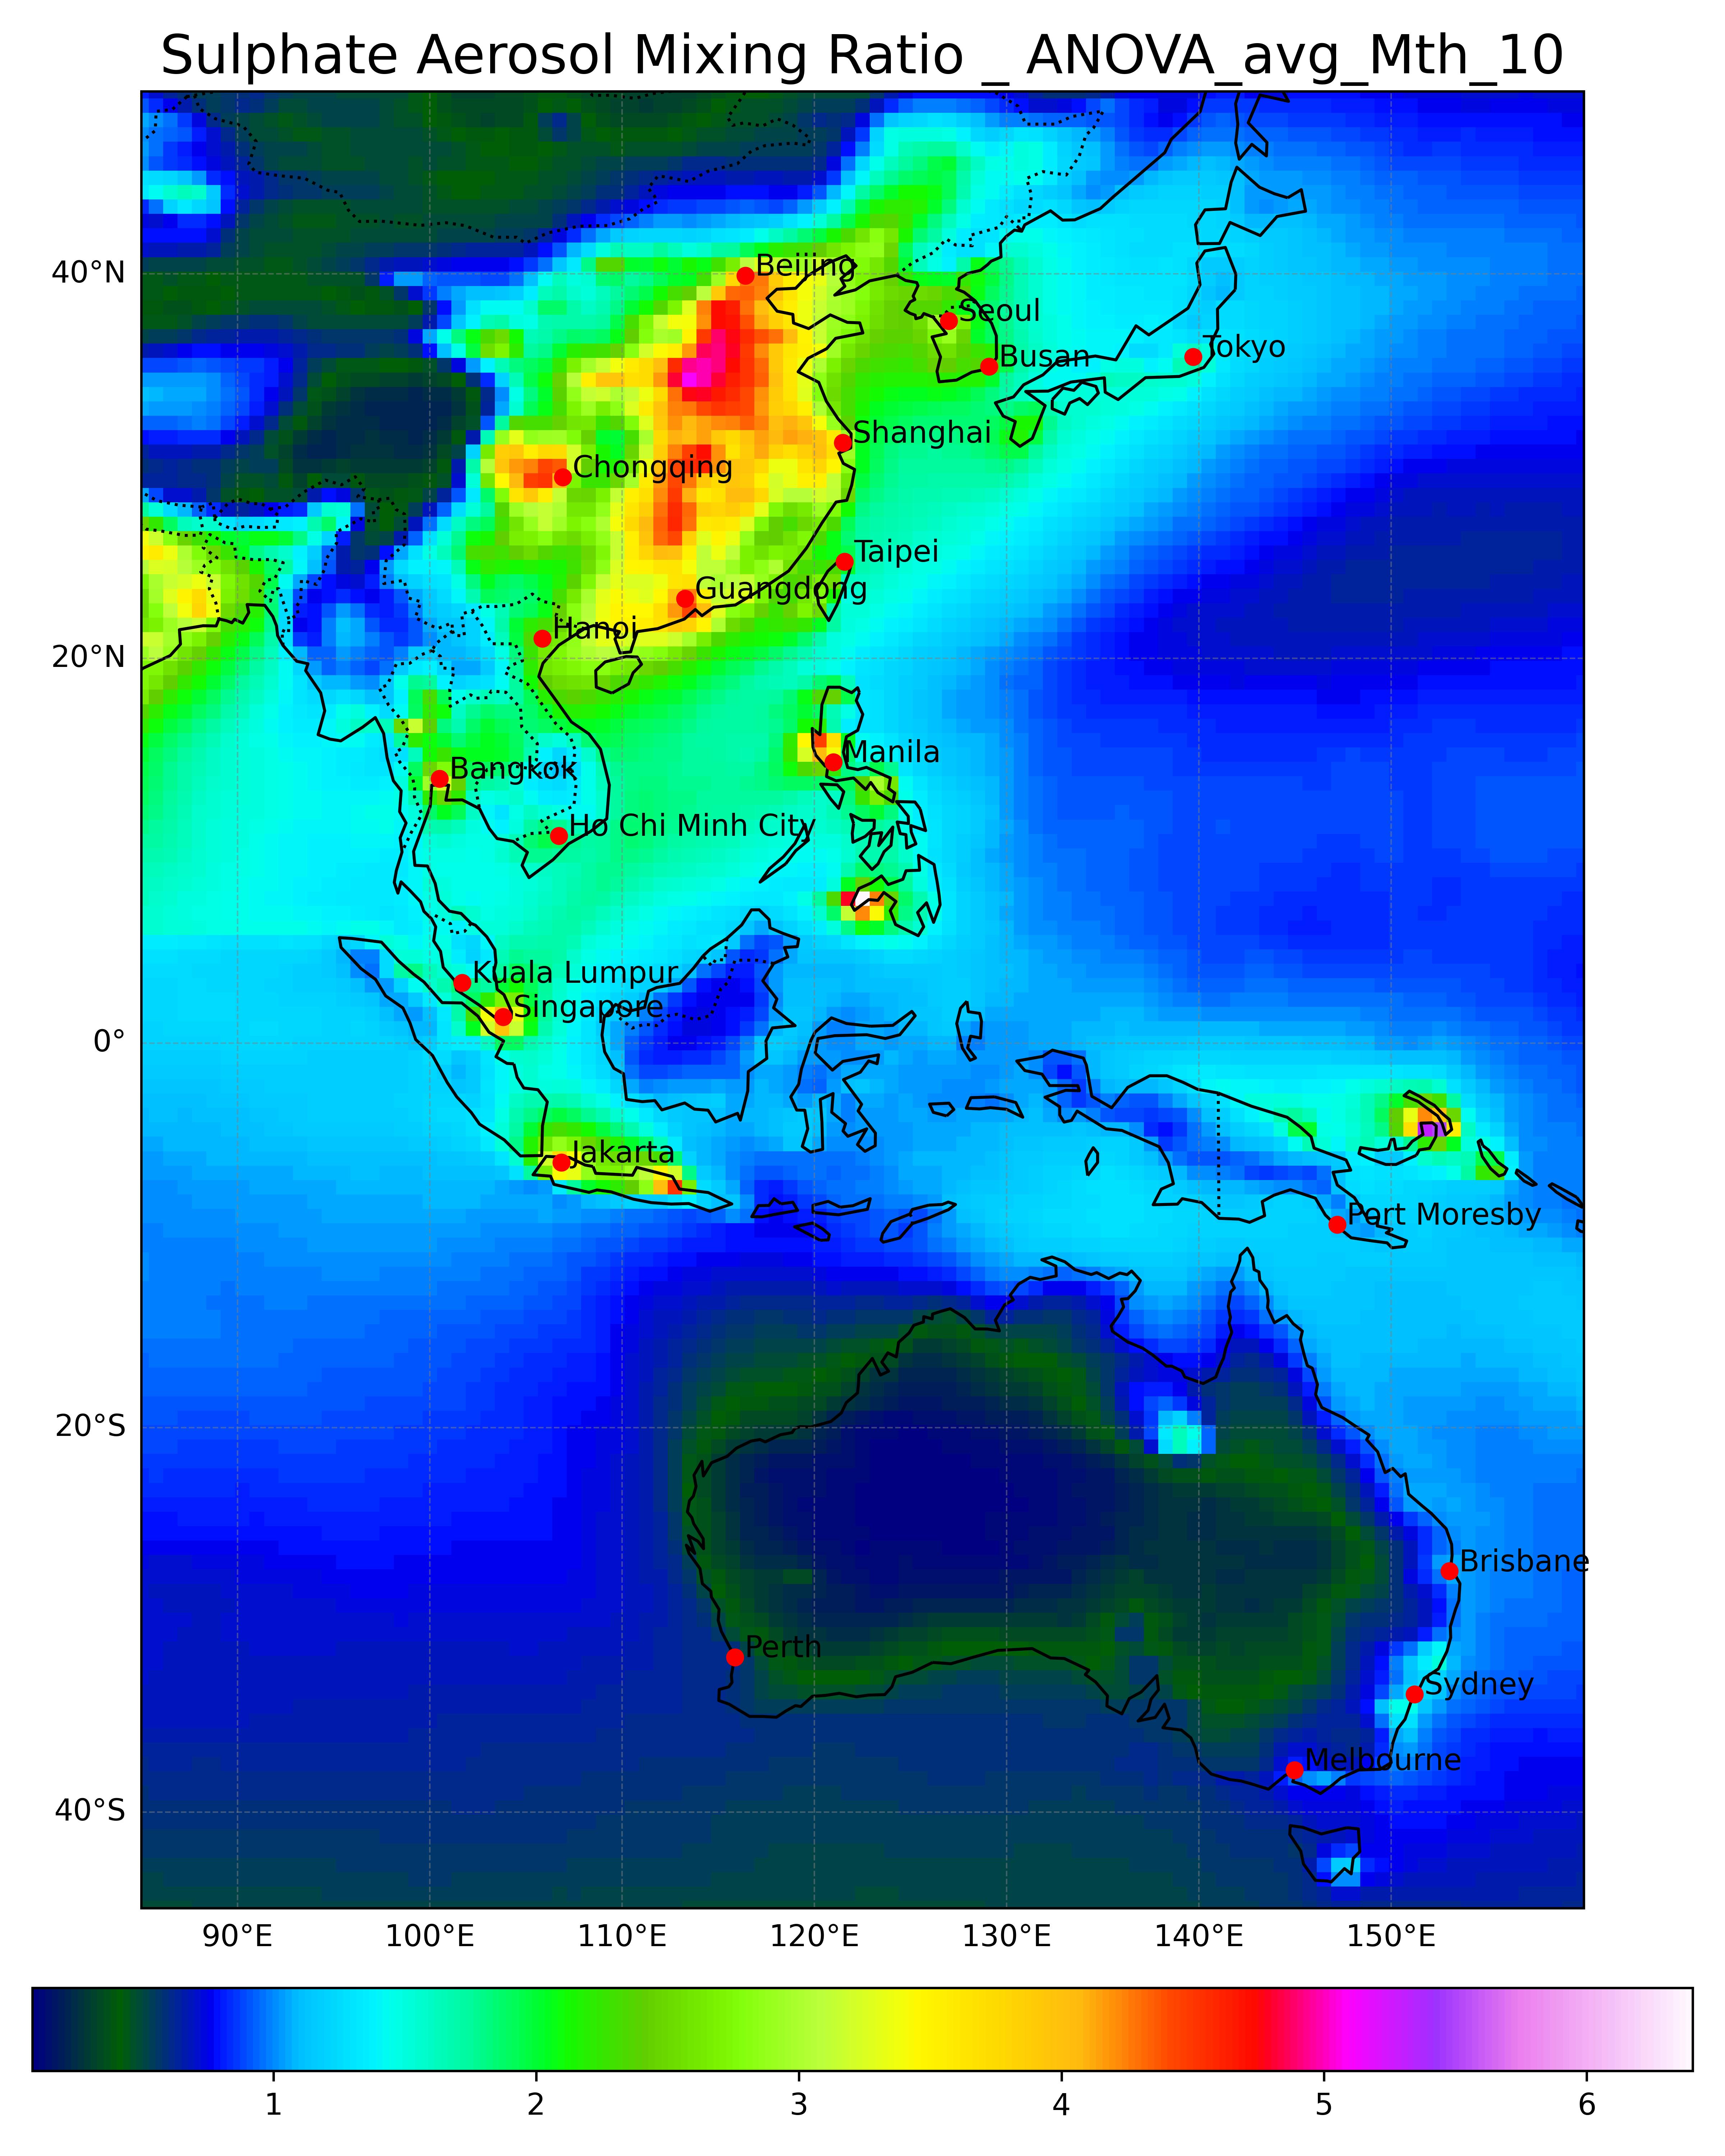 Sulphate Aerosol Mixing Ratio _ ANOVA_avg_Mth_10
40°N
20°N
0°
20°S
40°S
Beijing
Seoul
Tokyo
Busan
Shanghai
Chongqing
Taipei
Guangdong
Hanoi
Manila
Bangkok
Ho Chi Minh City
Kuala Lumpur
Singapore
Jakarta
Port Moresby
Brisbane
Perth
Sydney
Melbourne
90°E 100°E 110°E 120°E 130°E 140°E 150°E
1 2 3 4 5 6